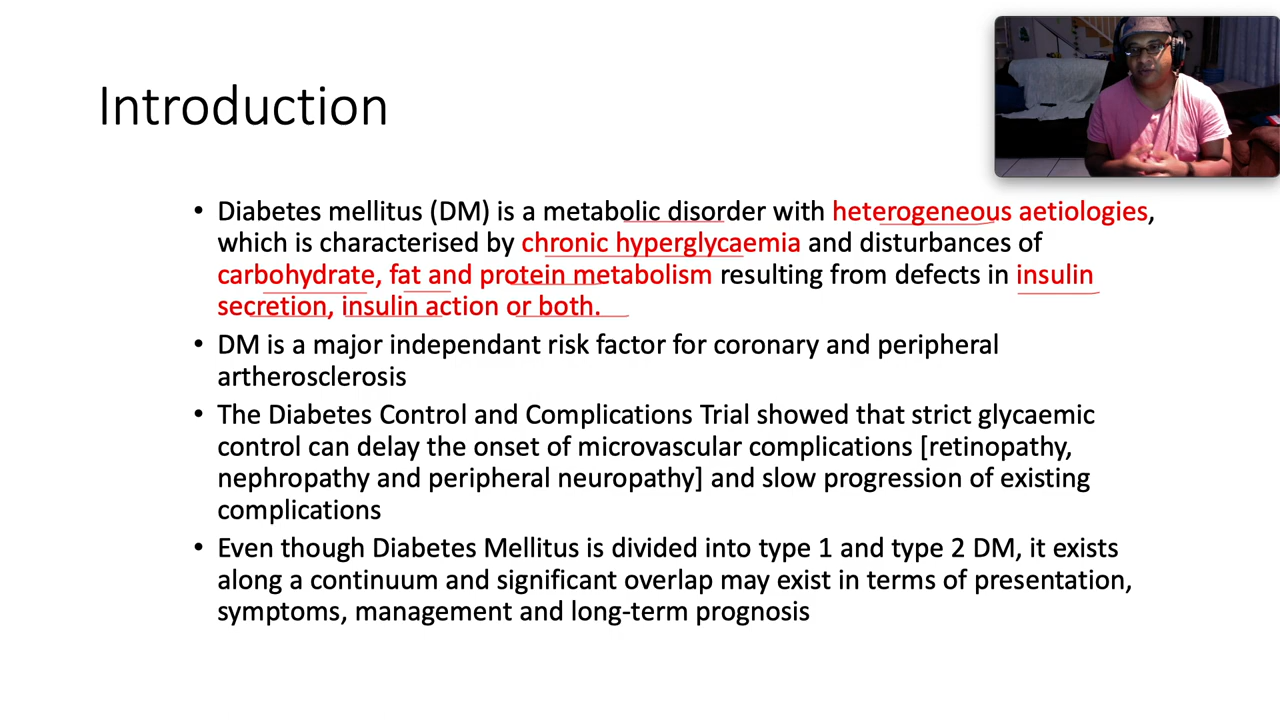 Introduction
• Diabetes mellitus (DM) is a metabolic disorder with heterogeneous aetiologies,
which is characterised by chronic hyperglycaemia and disturbances of
carbohydrate, fat and protein metabolism resulting from defects in insulin
secretion, insulin action or both.
• DM is a major independant risk factor for coronary and peripheral
artherosclerosis
• The Diabetes Control and Complications Trial showed that strict glycaemic
control can delay the onset of microvascular complications [retinopathy,
nephropathy and peripheral neuropathy] and slow progression of existing
complications
• Even though Diabetes Mellitus is divided into type 1 and type 2 DM, it exists
along a continuum and significant overlap may exist in terms of presentation,
symptoms, management and long-term prognosis